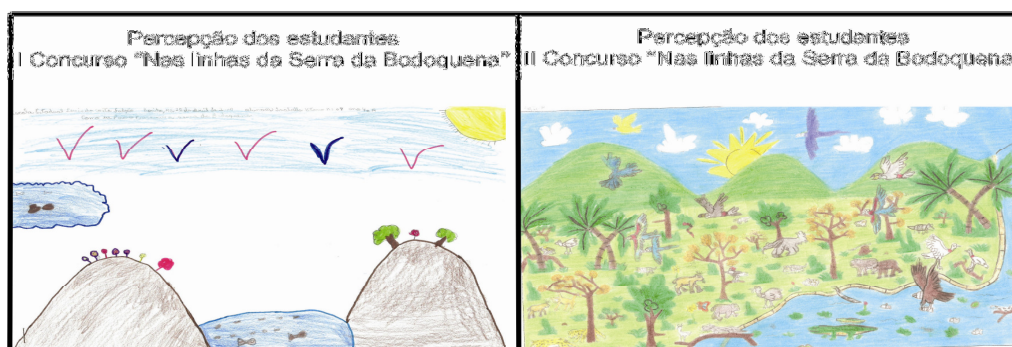 Percepção dos estudantes
I Concurso “Nas linhas da Serra da Bodoquena”
Percepção dos estudantes
II Concurso “Nas linhas da Serra da Bodoquena